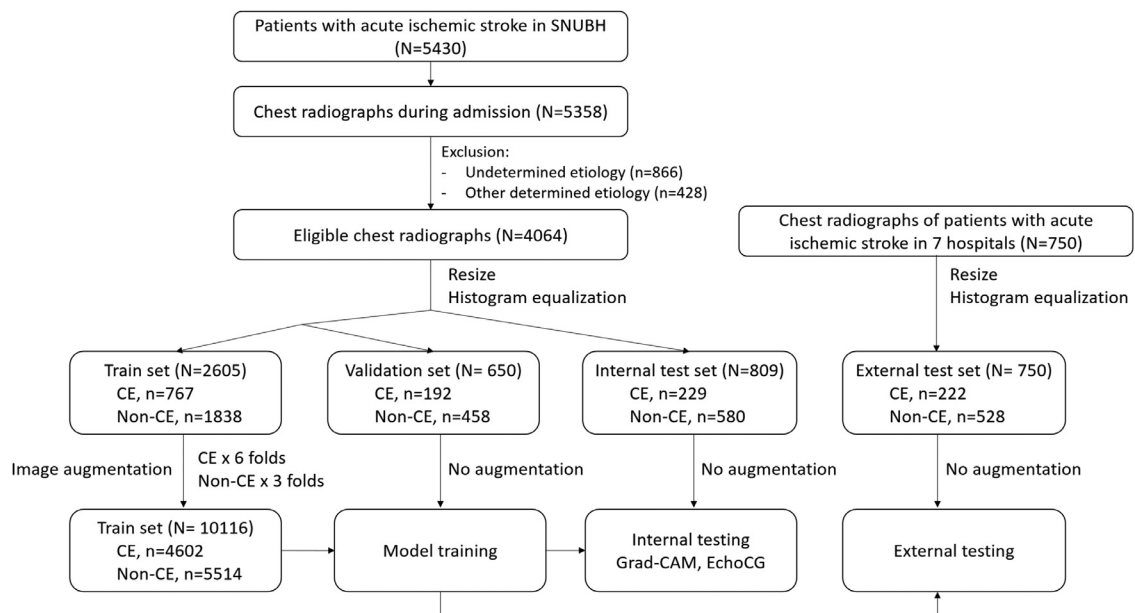 Patients with acute ischemic stroke in SNUBH
(N=5430)
Chest radiographs during admission (N=5358)
Exclusion:
- Undetermined etiology (n=866)
- Other determined etiology (n=428)
Eligible chest radiographs (N=4064)
Chest radiographs of patients with acute
ischemic stroke in 7 hospitals (N=750)
Resize
Histogram equalization
Resize
Histogram equalization
Train set (N=2605)
CE, n=767
Non-CE, n=1838
Validation set (N= 650)
CE, n=192
Non-CE, n=458
Internal test set (N=809)
CE, n=229
Non-CE, n=580
External test set (N= 750)
CE, n=222
Non-CE, n=528
Image augmentation
CE x 6 folds
Non-CE x 3 folds
No augmentation
No augmentation
No augmentation
Train set (N= 10116)
CE, n=4602
Non-CE, n=5514
Model training
Internal testing
Grad-CAM, EchoCG
External testing